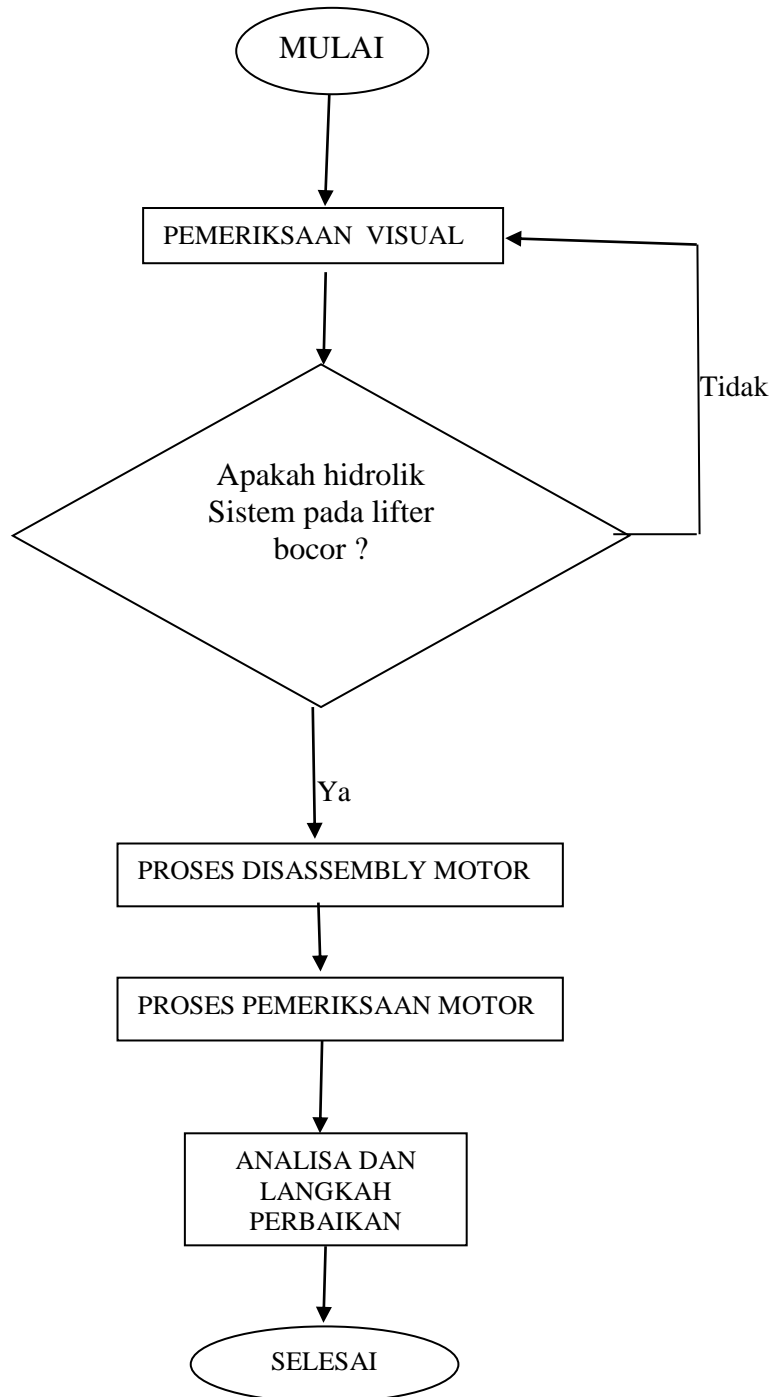 MULAI
PEMERIKSAAN VISUAL
Tidak
Apakah hidrolik
Sistem pada lifter
bocor ?
Ya
PROSES DISASSEMBLY MOTOR
PROSES PEMERIKSAAN MOTOR
ANALISA DAN
LANGKAH
PERBAIKAN
SELESAI